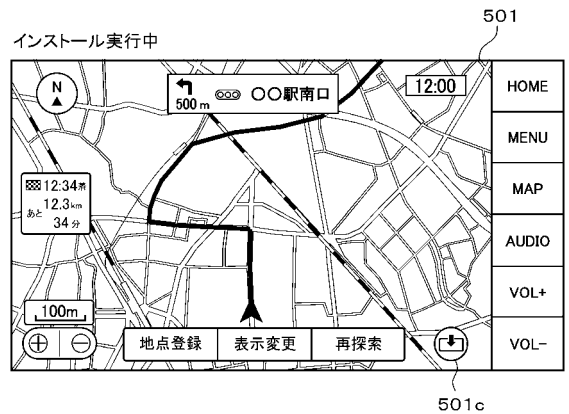 501
インストール実行中
N
500 m
〇〇駅南口
12:00
12:34着
あと
12.3km
34分
100m
地点登録
表示変更
再探索
HOME
MENU
MAP
AUDIO
VOL+
VOL-
501c